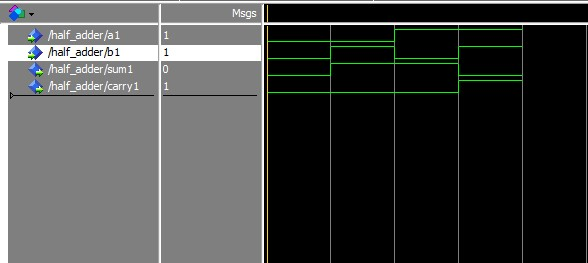 Msgs
/half_adder/a1 1
/half_adder/b1 1
/half_adder/sum1 0
/half_adder/carry1 1